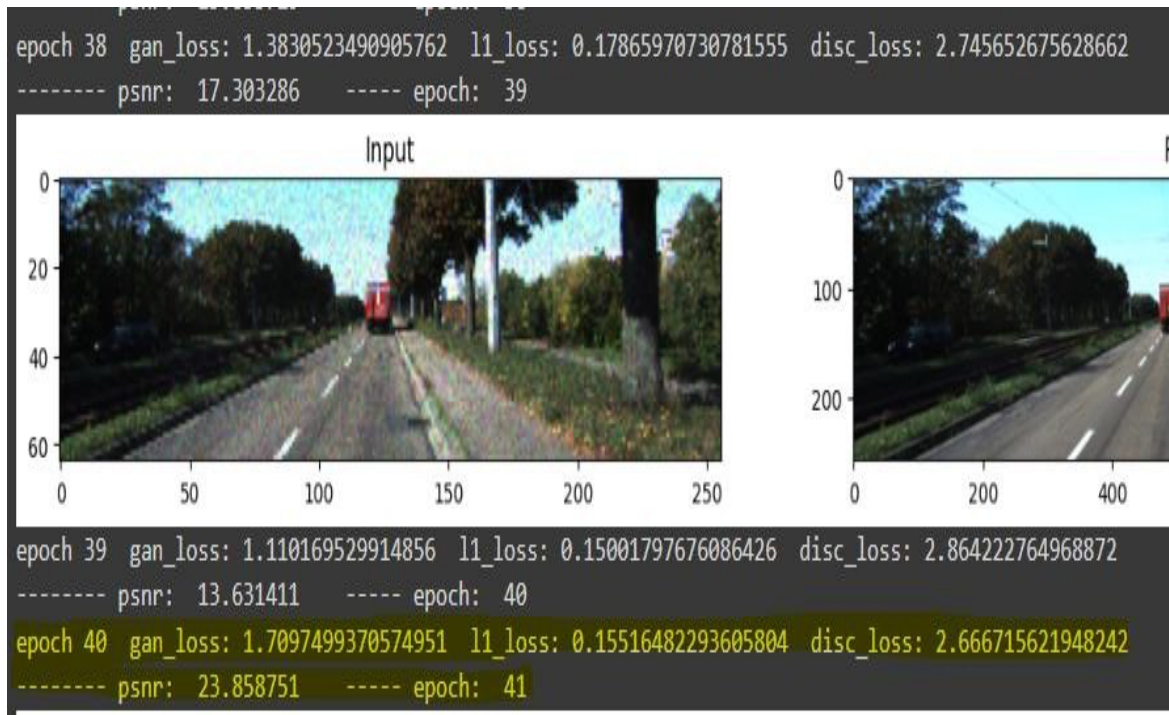 epoch 38 gan_loss: 1.3830523490905762 l1_loss: 0.17865970730781555 disc_loss: 2.745652675628662
-------- psnr: 17.303286 ----- epoch: 39
Input
0
20
40
60
0 50 100 150 200 250
0
100
200
0 200 400
epoch 39 gan_loss: 1.110169529914856 l1_loss: 0.15001797676086426 disc_loss: 2.864222764968872
-------- psnr: 13.631411 ----- epoch: 40
epoch 40 gan_loss: 1.7097499370574951 l1_loss: 0.15516482293605804 disc_loss: 2.666715621948242
-------- psnr: 23.858751 ----- epoch: 41